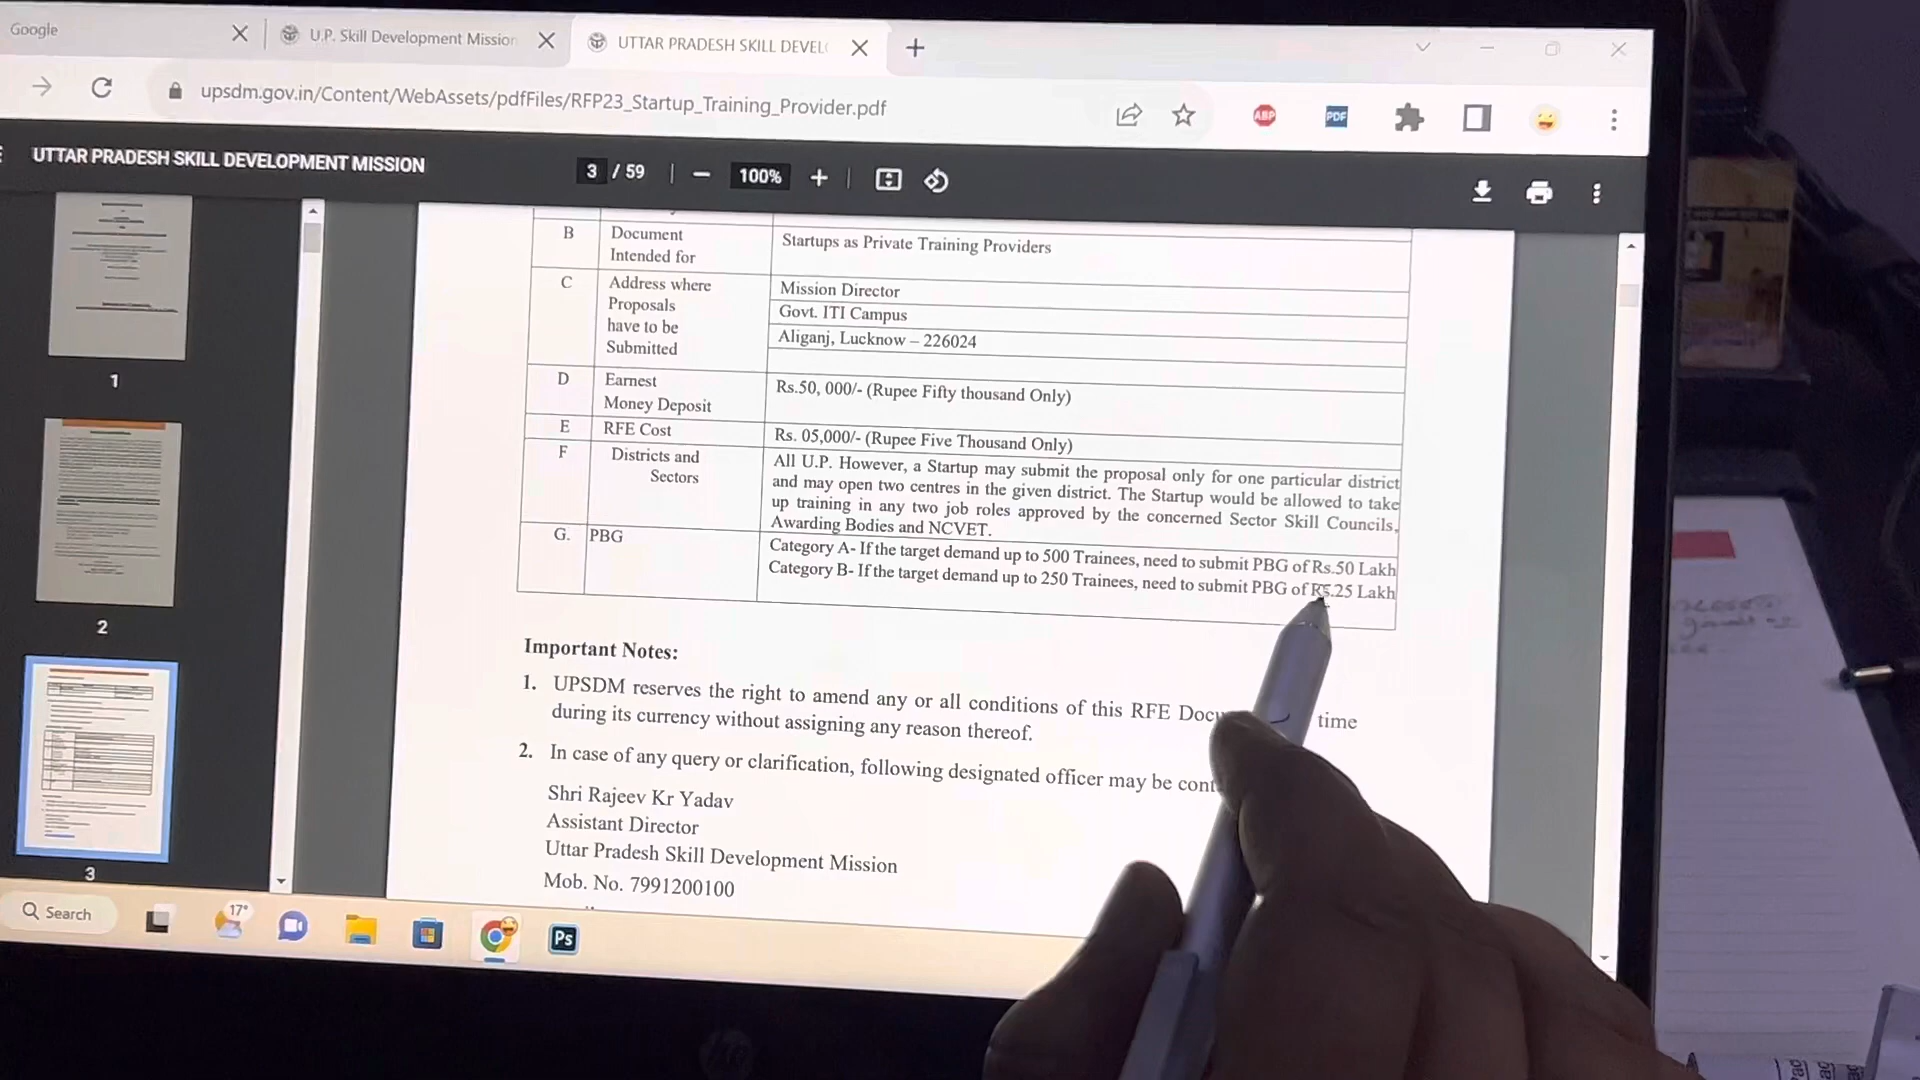 Google
U.P. Skill Development Mission
UTTAR PRADESH SKILL DEVEL
upsdm.gov.in/Content/WebAssets/pdfFiles/RFP23_Startup_Training_Provider.pdf
ABP
PDF
UTTAR PRADESH SKILL DEVELOPMENT MISSION
3 / 59
100%
1
2
3
B Document Intended for Startups as Private Training Providers
C Address where Proposals have to be Submitted
Mission Director
Govt. ITI Campus
Aliganj, Lucknow – 226024
D Earnest Money Deposit Rs.50, 000/- (Rupee Fifty thousand Only)
E RFE Cost Rs. 05,000/- (Rupee Five Thousand Only)
F Districts and Sectors
All U.P. However, a Startup may submit the proposal only for one particular district
and may open two centres in the given district. The Startup would be allowed to take
up training in any two job roles approved by the concerned Sector Skill Councils,
Awarding Bodies and NCVET.
G. PBG
Category A- If the target demand up to 500 Trainees, need to submit PBG of Rs.50 Lakh
Category B- If the target demand up to 250 Trainees, need to submit PBG of Rs.25 Lakh
Important Notes:
1. UPSDM reserves the right to amend any or all conditions of this RFE Docu time
during its currency without assigning any reason thereof.
2. In case of any query or clarification, following designated officer may be cont
Shri Rajeev Kr Yadav
Assistant Director
Uttar Pradesh Skill Development Mission
Mob. No. 7991200100
Search
17°
Ps